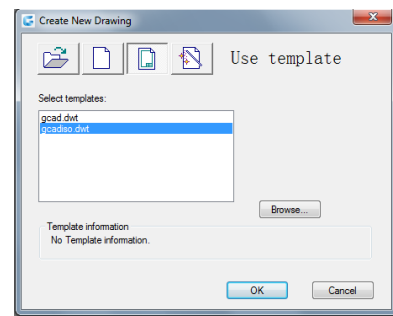 Create New Drawing
Use template
Select templates:
gcad.dwt
gcadiso.dwt
Browse...
Template information
No Template information.
OK
Cancel